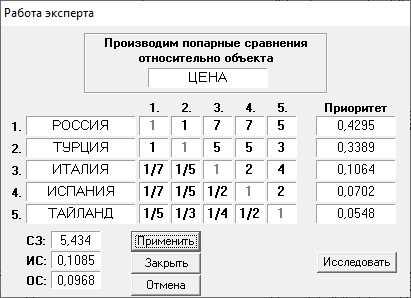 Работа эксперта
Производим попарные сравнения
относительно объекта
ЦЕНА
1. 2. 3. 4. 5. Приоритет
1. РОССИЯ 1 1 7 7 5 0,4295
2. ТУРЦИЯ 1 1 5 5 3 0,3389
3. ИТАЛИЯ 1/7 1/5 1 2 4 0,1064
4. ИСПАНИЯ 1/7 1/5 1/2 1 2 0,0702
5. ТАЙЛАНД 1/5 1/3 1/4 1/2 1 0,0548
СЗ: 5,434 Применить
ИС: 0,1085 Закрыть Исследовать
ОС: 0,0968 Отмена